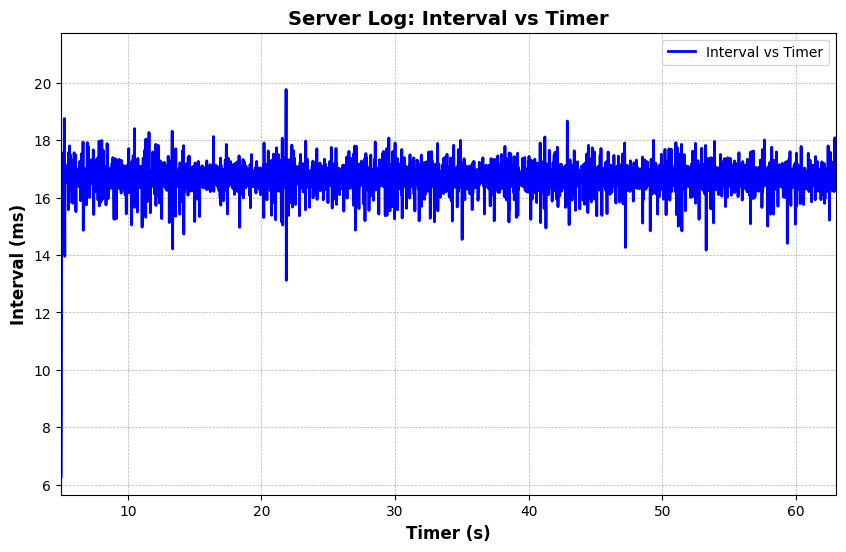 Server Log: Interval vs Timer
Interval vs Timer
20
18
16
14
12
10
8
6
Interval (ms)
10 20 30 40 50 60
Timer (s)